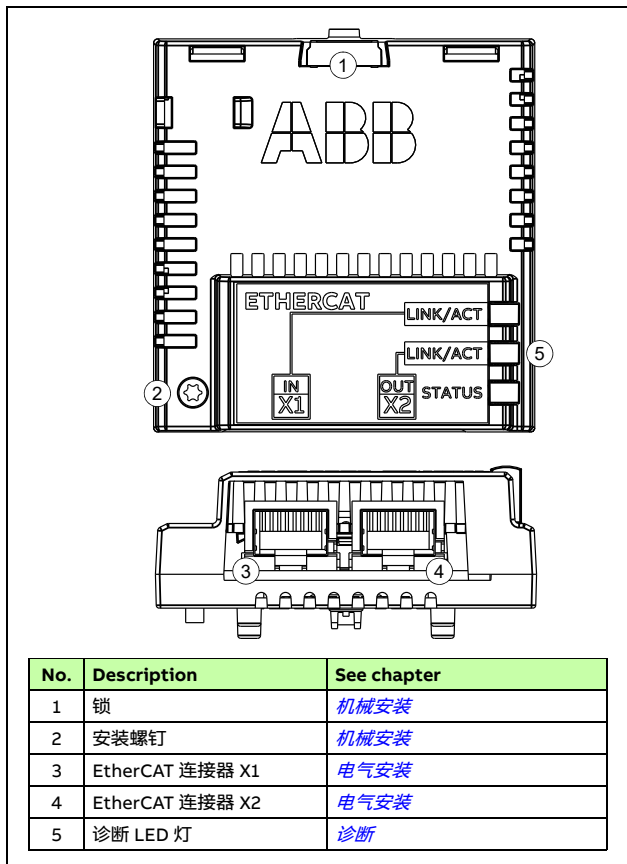 1
ABB
ETHERCAT
LINK/ACT
LINK/ACT
5
2
IN
X1
OUT
X2
STATUS
3
4
No. Description See chapter
1 锁 机械安装
2 安装螺钉 机械安装
3 EtherCAT 连接器 X1 电气安装
4 EtherCAT 连接器 X2 电气安装
5 诊断 LED 灯 诊断